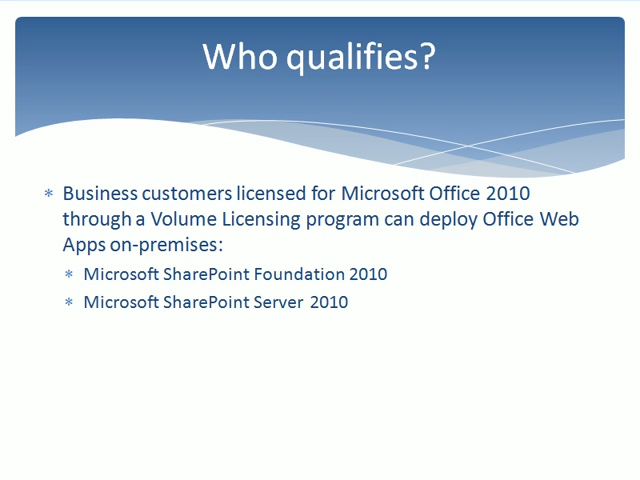 Who qualifies?
* Business customers licensed for Microsoft Office 2010
through a Volume Licensing program can deploy Office Web
Apps on-premises:
* Microsoft SharePoint Foundation 2010
* Microsoft SharePoint Server 2010